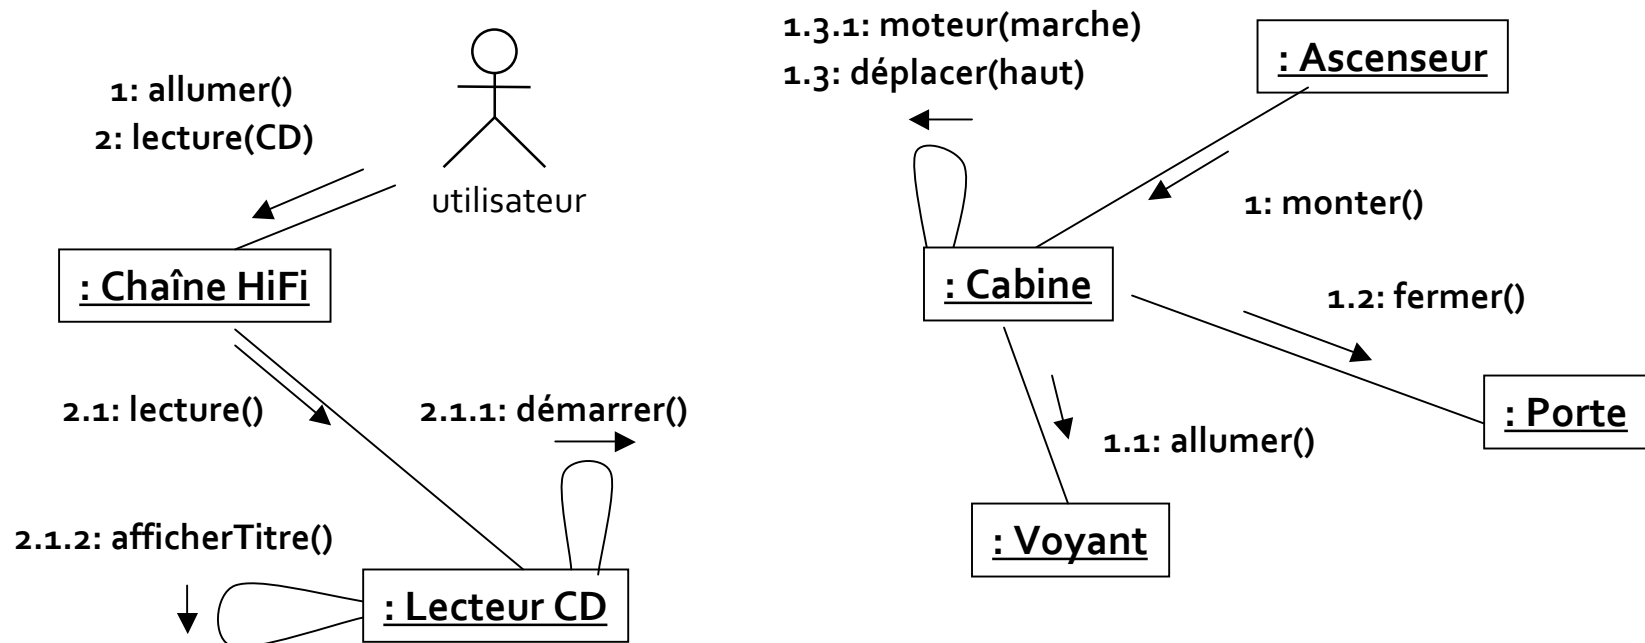 1: allumer()
2: lecture(CD)
utilisateur
: Chaîne HiFi
2.1: lecture()
2.1.1: démarrer()
2.1.2: afficherTitre()
: Lecteur CD
1.3.1: moteur(marche)
1.3: déplacer(haut)
: Ascenseur
1: monter()
: Cabine
1.2: fermer()
: Porte
1.1: allumer()
: Voyant